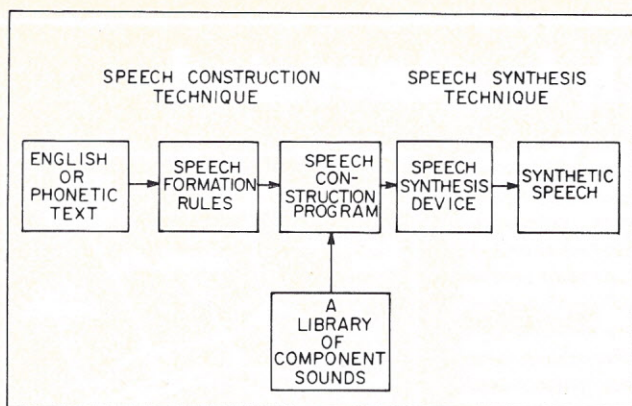 SPEECH CONSTRUCTION
TECHNIQUE
SPEECH SYNTHESIS
TECHNIQUE
ENGLISH
OR
PHONETIC
TEXT
SPEECH
FORMATION
RULES
SPEECH
CON-
STRUCTION
PROGRAM
SPEECH
SYNTHESIS
DEVICE
SYNTHETIC
SPEECH
A
LIBRARY
OF
COMPONENT
SOUNDS